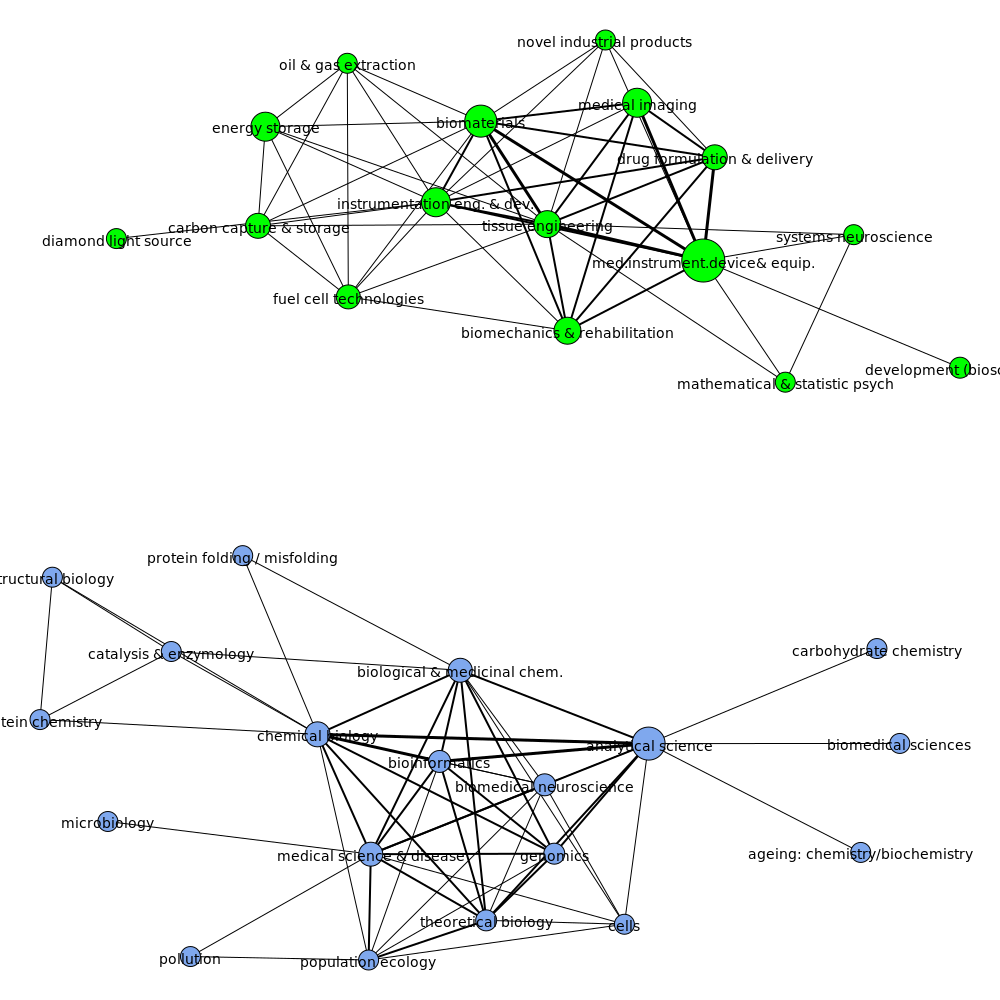 novel industrial products
oil & gas extraction
medical imaging
biomaterials
energy storage
drug formulation & delivery
instrumentation eng. & dev.
tissue engineering
carbon capture & storage
systems neuroscience
diamond light source
med.instrument.device& equip.
fuel cell technologies
biomechanics & rehabilitation
development (biosc
mathematical & statistic psych
protein folding / misfolding
tructural biology
catalysis & enzymology
carbohydrate chemistry
biological & medicinal chem.
tein chemistry
chemical biology
analytical science
biomedical sciences
bioinformatics
biomedical neuroscience
microbiology
medical science & disease
genomics
ageing: chemistry/biochemistry
theoretical biology
cells
pollution
population ecology